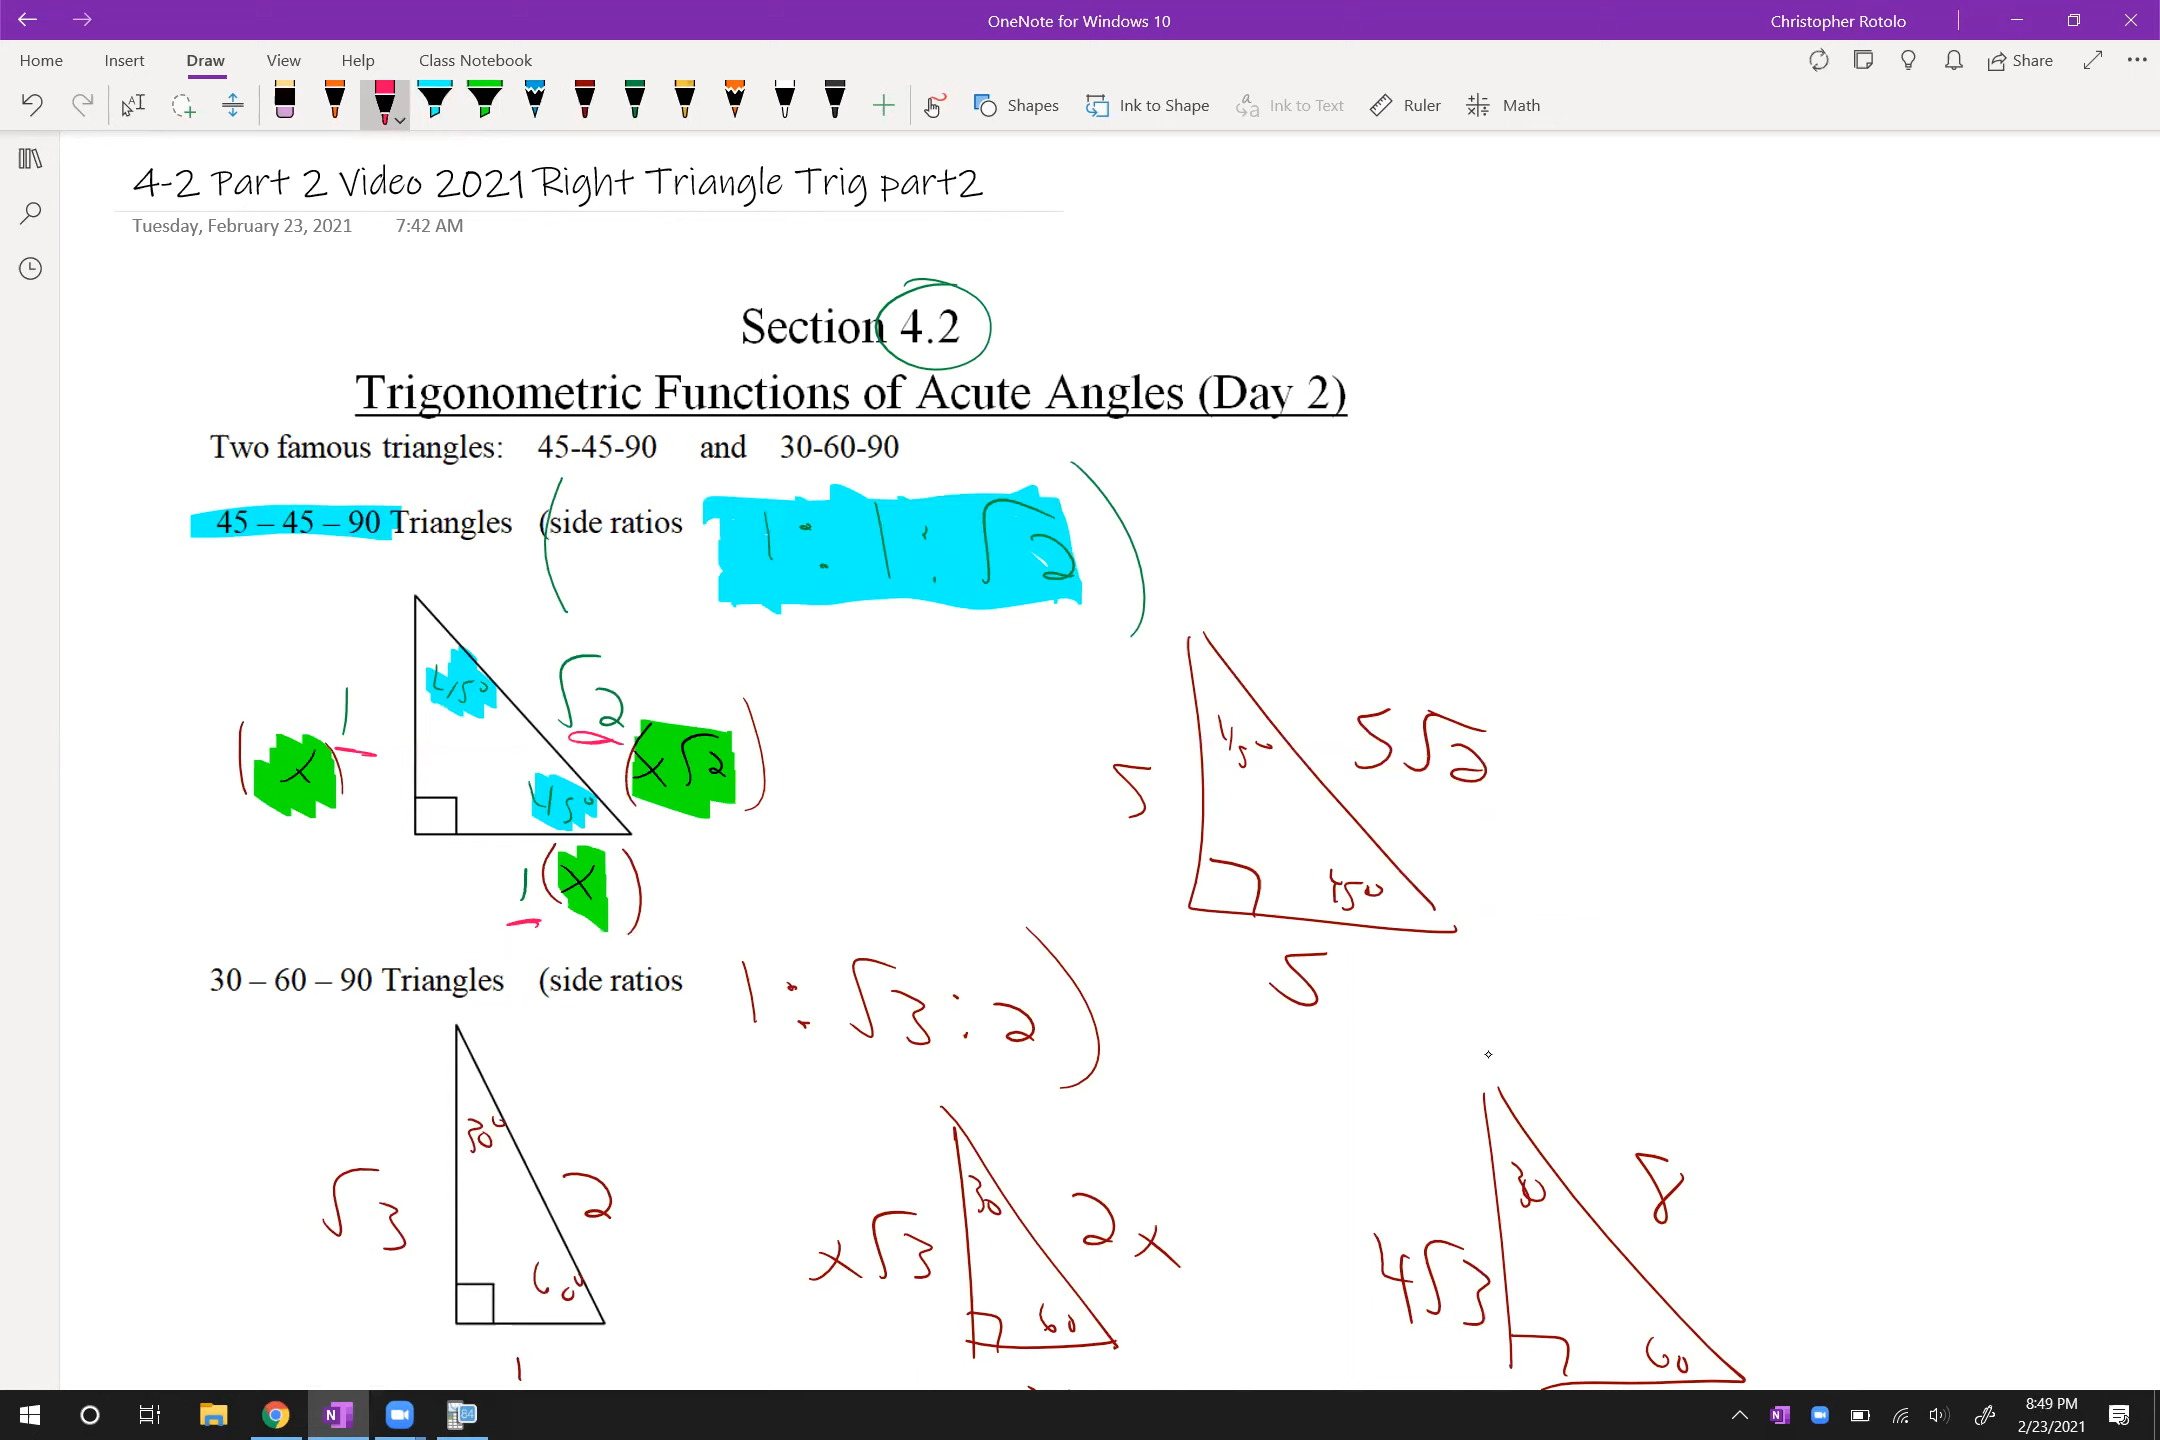 OneNote for Windows 10
Christopher Rotolo
Home Insert Draw View Help Class Notebook
Share
Shapes Ink to Shape Ink to Text Ruler Math
4-2 Part 2 Video 2021 Right Triangle Trig part2
Tuesday, February 23, 2021 7:42 AM
Section 4.2
Trigonometric Functions of Acute Angles (Day 2)
Two famous triangles: 45-45-90 and 30-60-90
45 – 45 – 90 Triangles (side ratios 1 : 1 : √2 )
45°
1
(x)
√2
(x√2)
45°
1 (x)
45°
5√2
5
45°
5
30 – 60 – 90 Triangles (side ratios 1 : √3 : 2 )
30°
√3
2
60°
1
30
x√3
2x
60
30
8
4√3
60
84
8:49 PM
2/23/2021